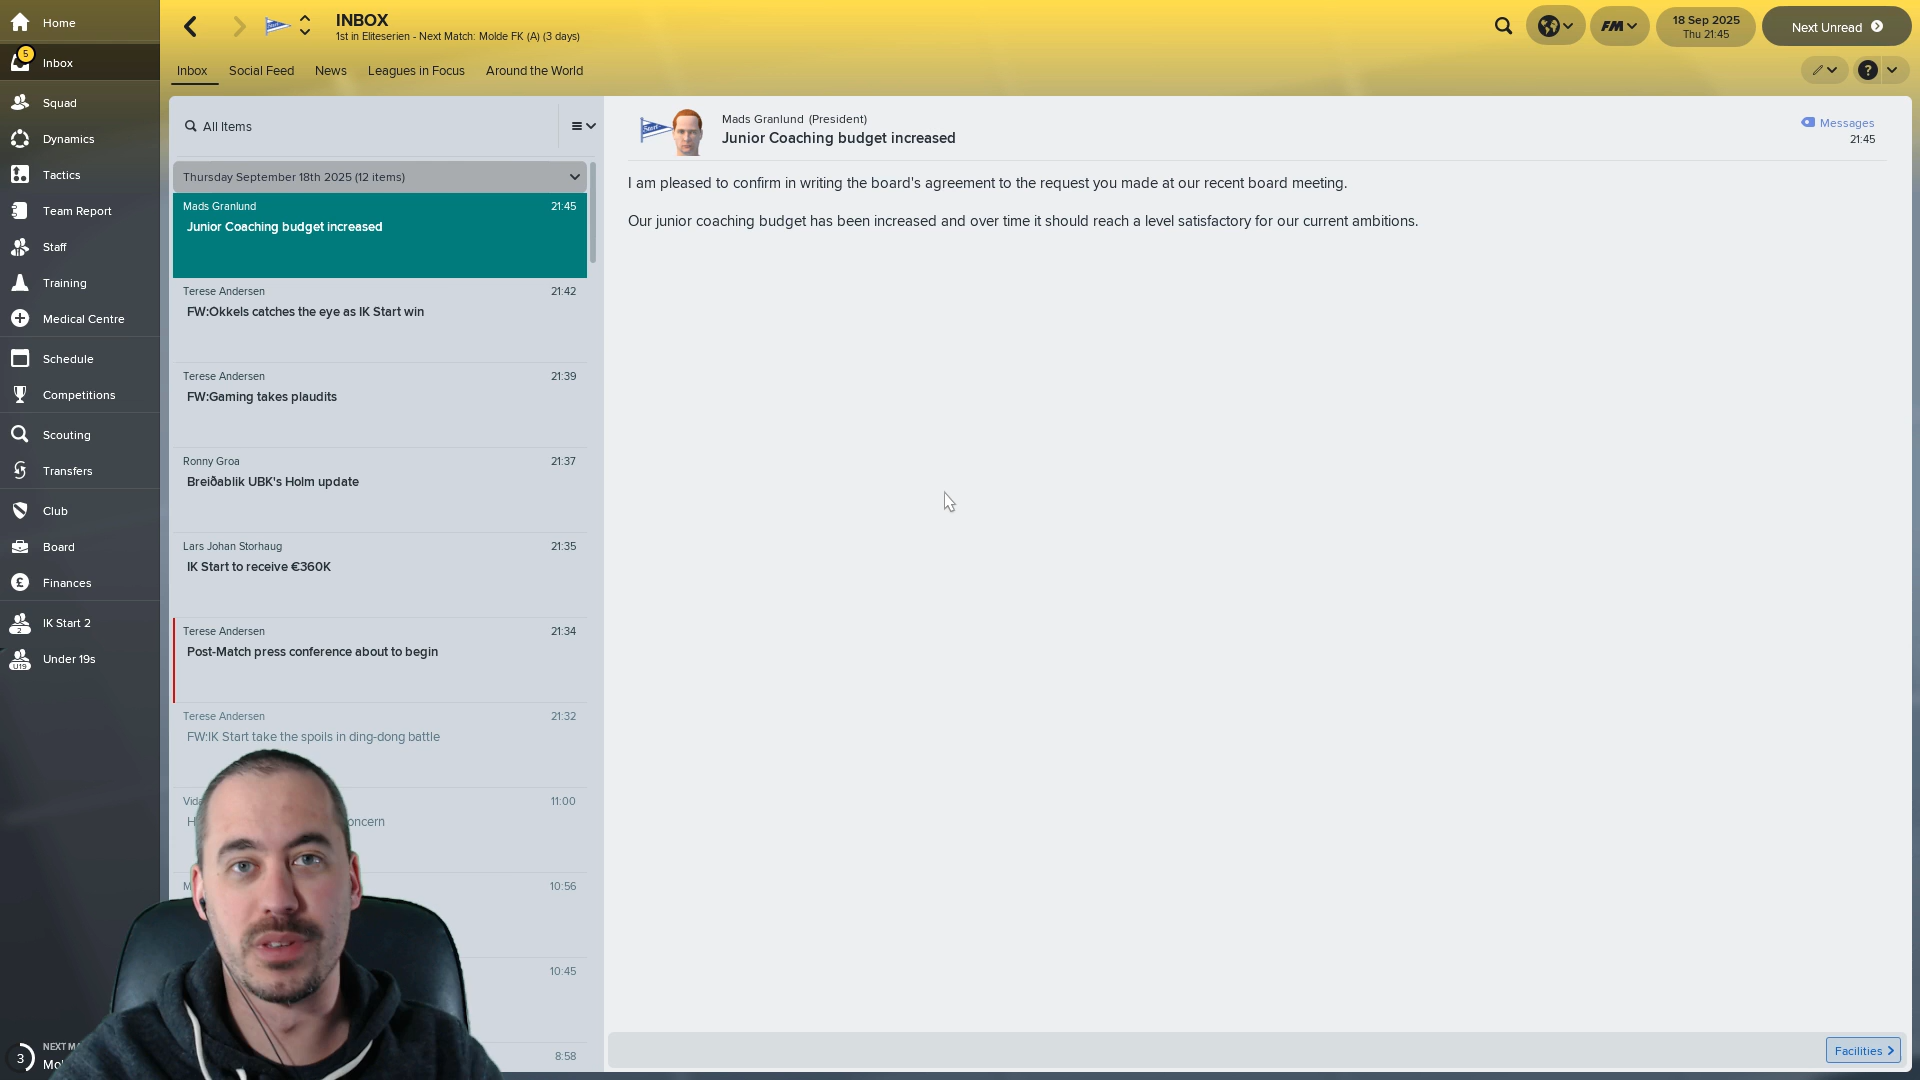 Home
5
Inbox
Squad
Dynamics
Tactics
Team Report
Staff
Training
Medical Centre
Schedule
Competitions
Scouting
Transfers
Club
Board
Finances
2
IK Start 2
U19
Under 19s
3
NEXT
INBOX
1st in Eliteserien - Next Match: Molde FK (A) (3 days)
FM
18 Sep 2025
Thu 21:45
Next Unread
Inbox
Social Feed
News
Leagues in Focus
Around the World
?
All Items
Thursday September 18th 2025 (12 items)
Mads Granlund 21:45
Junior Coaching budget increased
Terese Andersen 21:42
FW:Okkels catches the eye as IK Start win
Terese Andersen 21:39
FW:Gaming takes plaudits
Ronny Groa 21:37
Breiðablik UBK's Holm update
Lars Johan Storhaug 21:35
IK Start to receive €360K
Terese Andersen 21:34
Post-Match press conference about to begin
Terese Andersen 21:32
FW:IK Start take the spoils in ding-dong battle
11:00
10:56
10:45
8:58
Start
Mads Granlund (President)
Junior Coaching budget increased
Messages
21:45
I am pleased to confirm in writing the board's agreement to the request you made at our recent board meeting.
Our junior coaching budget has been increased and over time it should reach a level satisfactory for our current ambitions.
Facilities